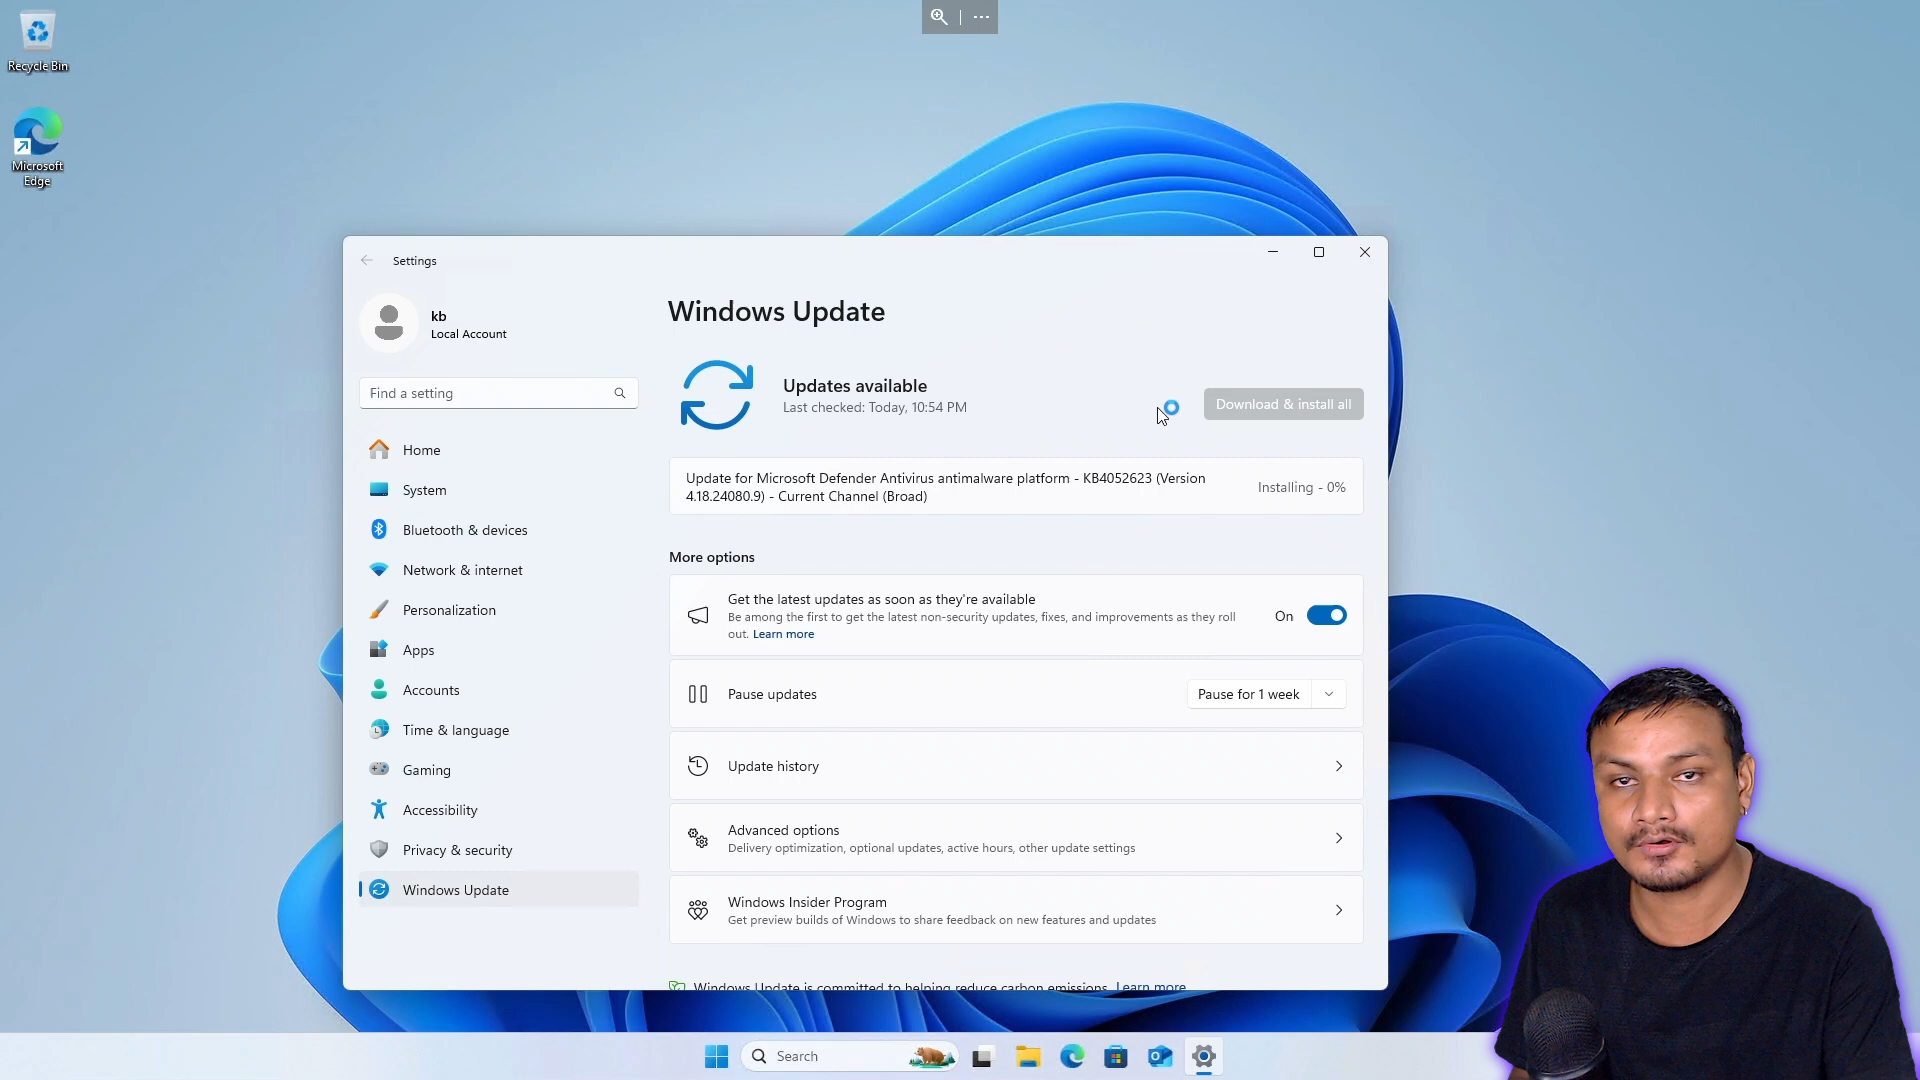 Recycle Bin
Microsoft
Edge
Settings
kb
Local Account
Find a setting
Home
System
Bluetooth & devices
Network & internet
Personalization
Apps
Accounts
Time & language
Gaming
Accessibility
Privacy & security
Windows Update
Windows Update
Updates available
Last checked: Today, 10:54 PM
Download & install all
Update for Microsoft Defender Antivirus antimalware platform - KB4052623 (Version
4.18.24080.9) - Current Channel (Broad)
Installing - 0%
More options
Get the latest updates as soon as they're available
Be among the first to get the latest non-security updates, fixes, and improvements as they roll
out. Learn more
On
Pause updates
Pause for 1 week
Update history
Advanced options
Delivery optimization, optional updates, active hours, other update settings
Windows Insider Program
Get preview builds of Windows to share feedback on new features and updates
Windows Update is committed to helping reduce carbon emissions. Learn more
Search